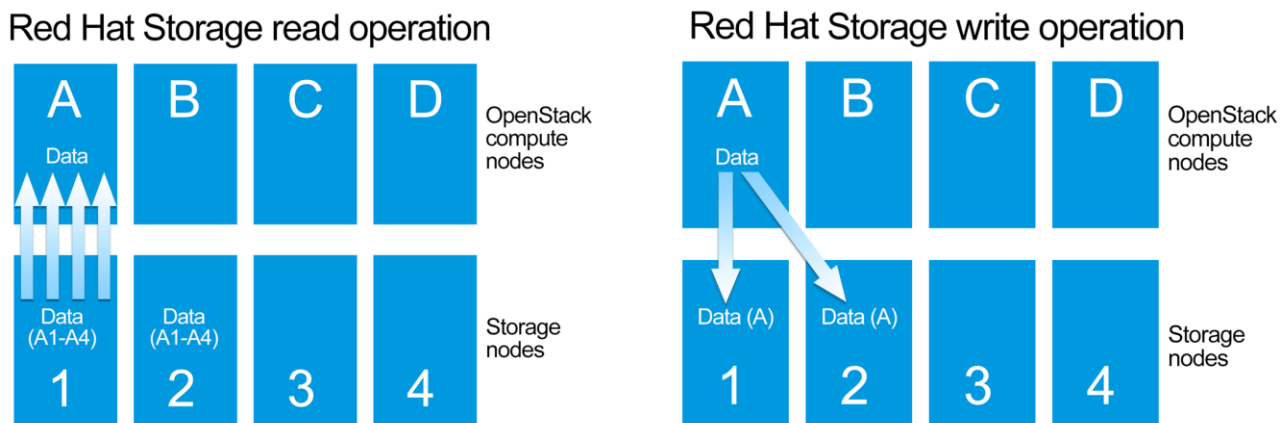 Red Hat Storage read operation
A
B
C
D
Data
OpenStack
compute
nodes
Data
(A1-A4)
Data
(A1-A4)
1
2
3
4
Storage
nodes
Red Hat Storage write operation
A
B
C
D
Data
OpenStack
compute
nodes
Data (A)
Data (A)
1
2
3
4
Storage
nodes